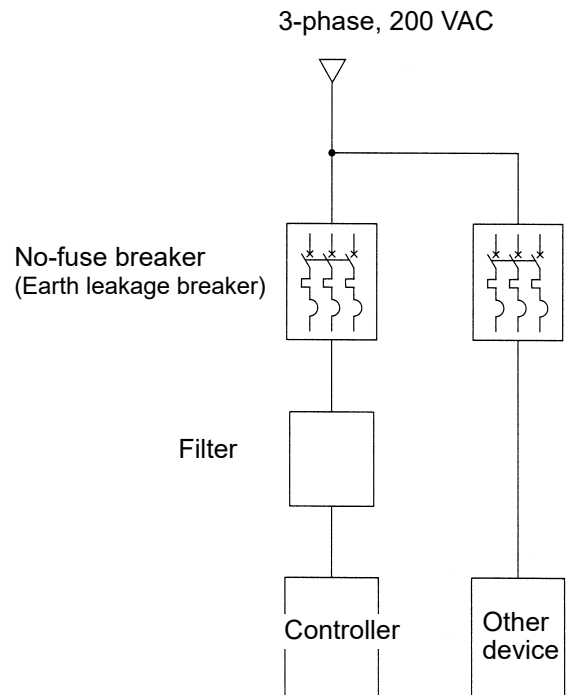 3-phase, 200 VAC
No-fuse breaker
(Earth leakage breaker)
Filter
Controller
Other
device